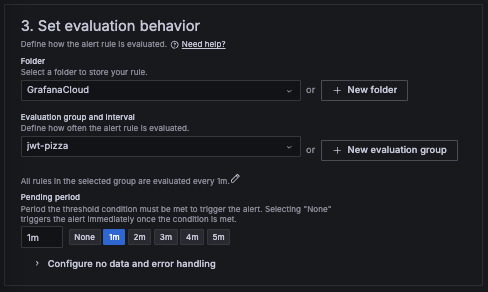 3. Set evaluation behavior
Define how the alert rule is evaluated. Need help?
Folder
Select a folder to store your rule.
GrafanaCloud or + New folder
Evaluation group and interval
Define how often the alert rule is evaluated.
jwt-pizza or + New evaluation group
All rules in the selected group are evaluated every 1m.
Pending period
Period the threshold condition must be met to trigger the alert. Selecting "None"
triggers the alert immediately once the condition is met.
1m None 1m 2m 3m 4m 5m
Configure no data and error handling